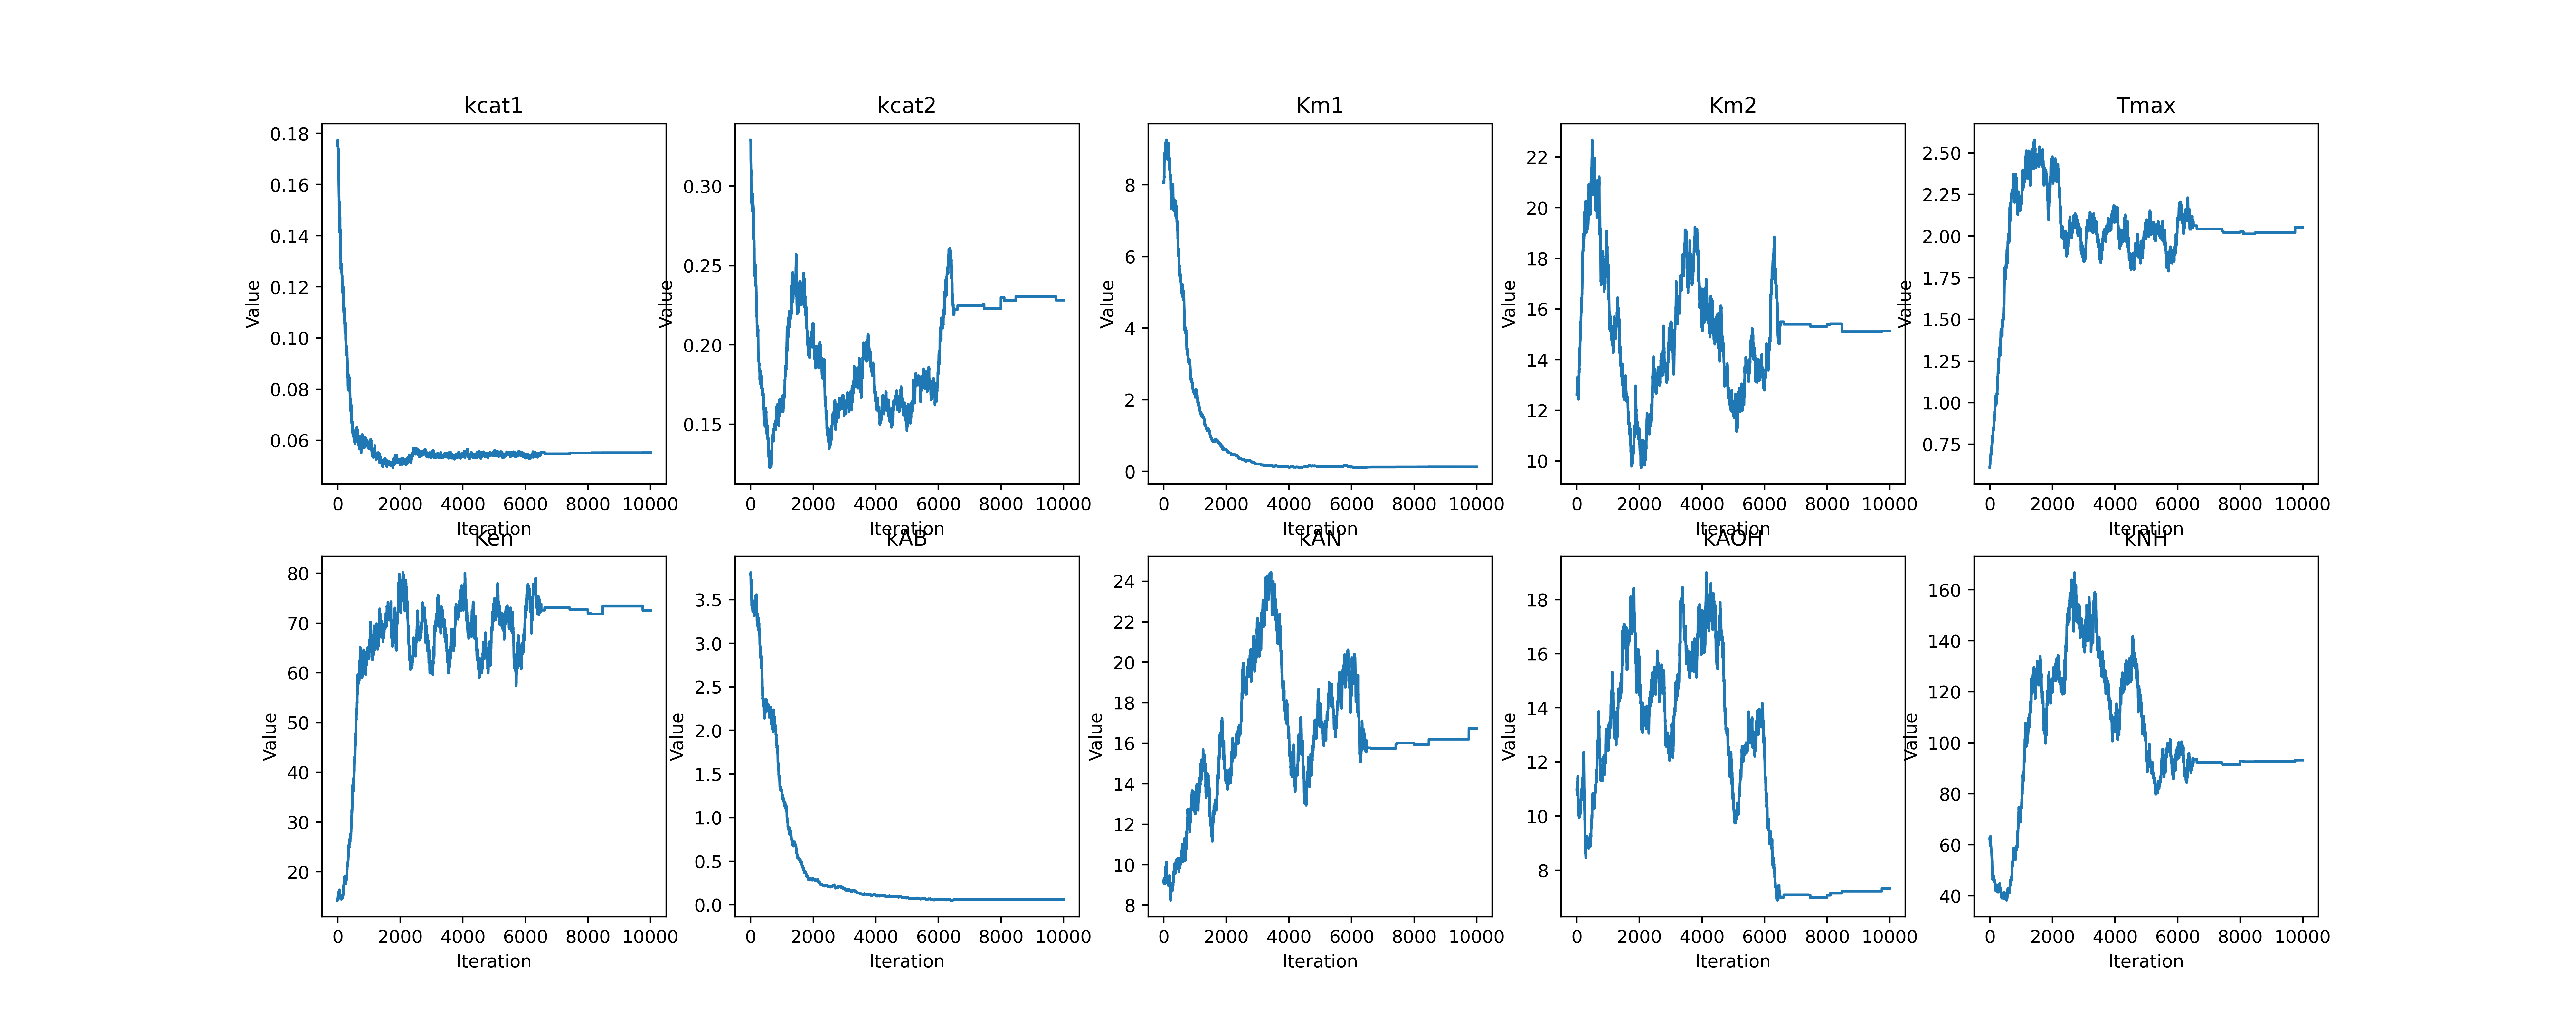 kcat1 kcat2 Km1 Km2 Tmax
0.18
0.16
0.14
0.12
0.10
0.08
0.06
Value
0 2000 4000 6000 8000 10000
Iteration
0.30
0.25
0.20
0.15
Value
0 2000 4000 6000 8000 10000
Iteration
8
6
4
2
0
Value
0 2000 4000 6000 8000 10000
Iteration
22
20
18
16
14
12
10
Value
0 2000 4000 6000 8000 10000
Iteration
2.50
2.25
2.00
1.75
1.50
1.25
1.00
0.75
Value
0 2000 4000 6000 8000 10000
Iteration
Ken kAB kAN kAOH kNH
80
70
60
50
40
30
20
Value
0 2000 4000 6000 8000 10000
Iteration
3.5
3.0
2.5
2.0
1.5
1.0
0.5
0.0
Value
0 2000 4000 6000 8000 10000
Iteration
24
22
20
18
16
14
12
10
8
Value
0 2000 4000 6000 8000 10000
Iteration
18
16
14
12
10
8
Value
0 2000 4000 6000 8000 10000
Iteration
160
140
120
100
80
60
40
Value
0 2000 4000 6000 8000 10000
Iteration